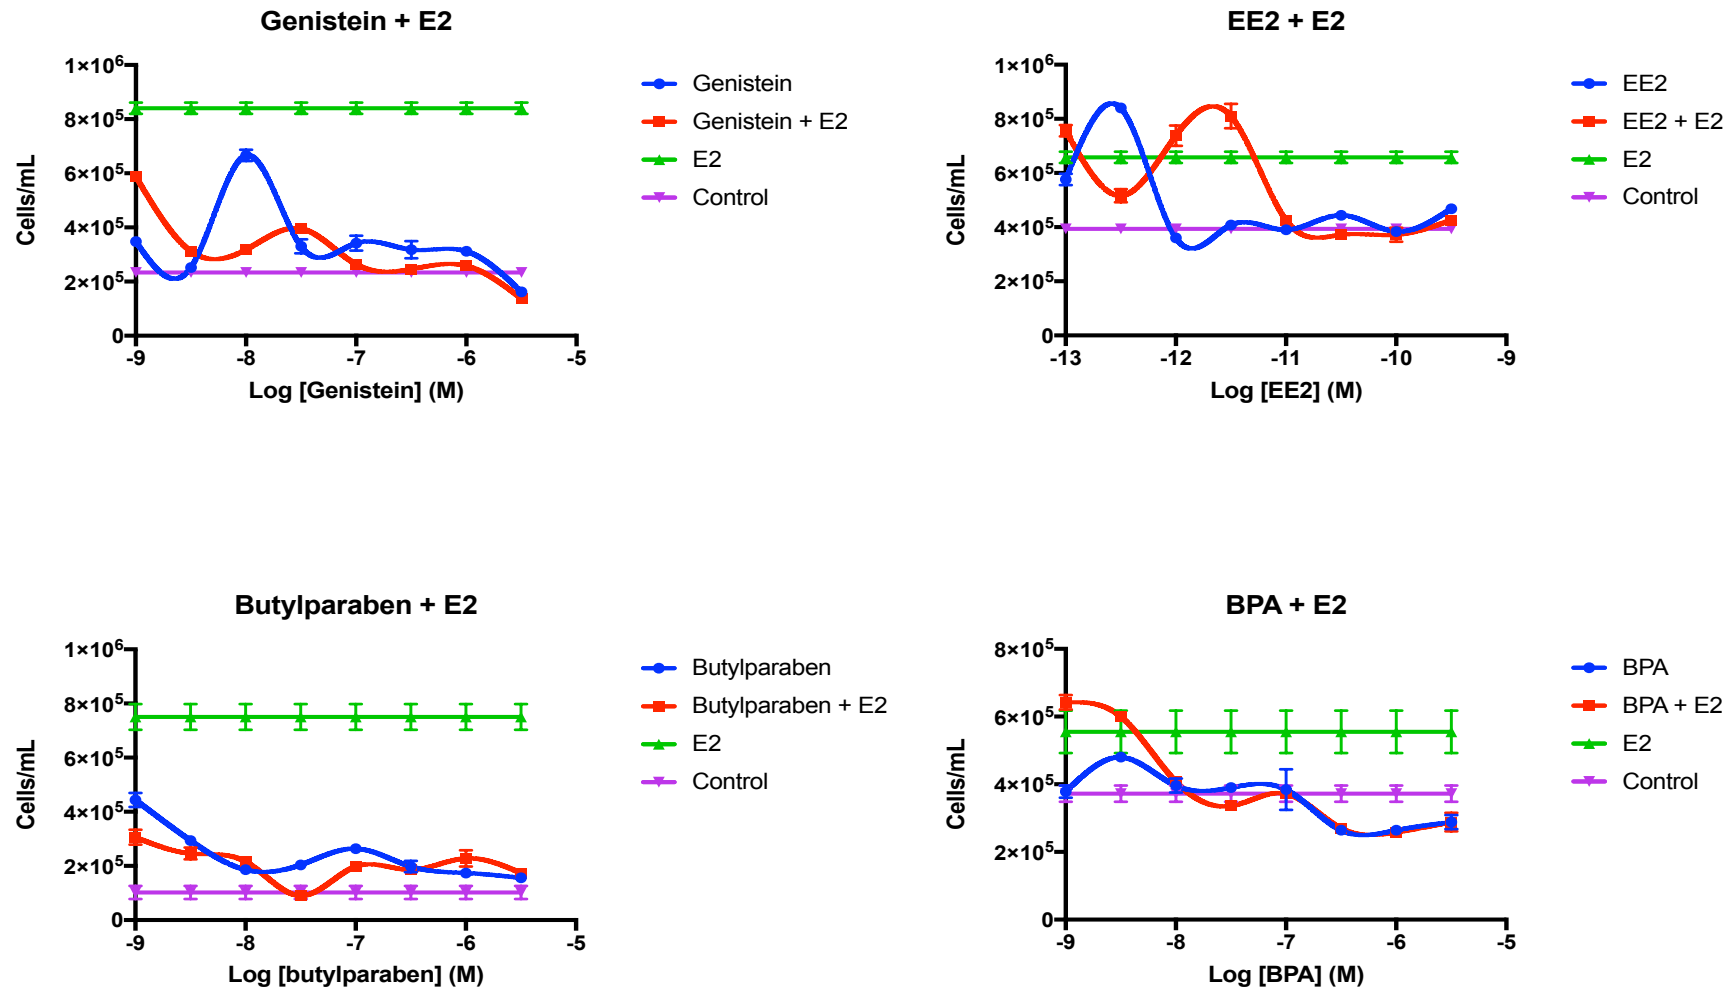 Genistein + E2
1×10⁶
8×10⁵
6×10⁵
4×10⁵
2×10⁵
0
Cells/mL
-9 -8 -7 -6 -5
Log [Genistein] (M)
Genistein
Genistein + E2
E2
Control
EE2 + E2
1×10⁶
8×10⁵
6×10⁵
4×10⁵
2×10⁵
0
Cells/mL
-13 -12 -11 -10 -9
Log [EE2] (M)
EE2
EE2 + E2
E2
Control
Butylparaben + E2
1×10⁶
8×10⁵
6×10⁵
4×10⁵
2×10⁵
0
Cells/mL
-9 -8 -7 -6 -5
Log [butylparaben] (M)
Butylparaben
Butylparaben + E2
E2
Control
BPA + E2
8×10⁵
6×10⁵
4×10⁵
2×10⁵
0
Cells/mL
-9 -8 -7 -6 -5
Log [BPA] (M)
BPA
BPA + E2
E2
Control